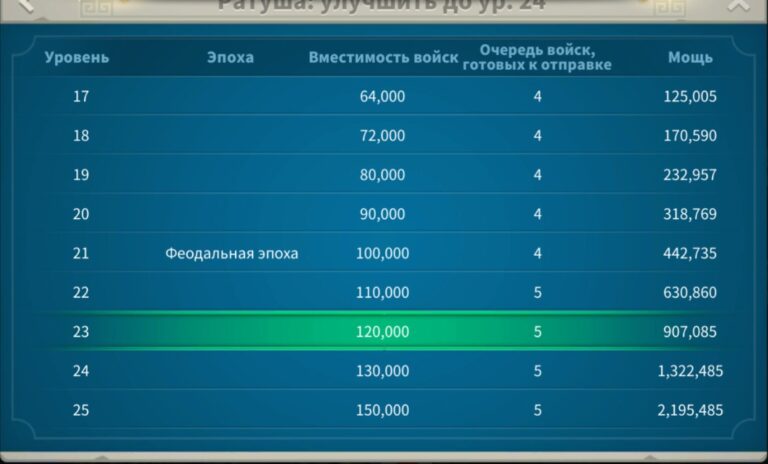 Ратуша: улучшить до ур. 24
Уровень Эпоха Вместимость войск Очередь войск, готовых к отправке Мощь
17 64,000 4 125,005
18 72,000 4 170,590
19 80,000 4 232,957
20 90,000 4 318,769
21 Феодальная эпоха 100,000 4 442,735
22 110,000 5 630,860
23 120,000 5 907,085
24 130,000 5 1,322,485
25 150,000 5 2,195,485